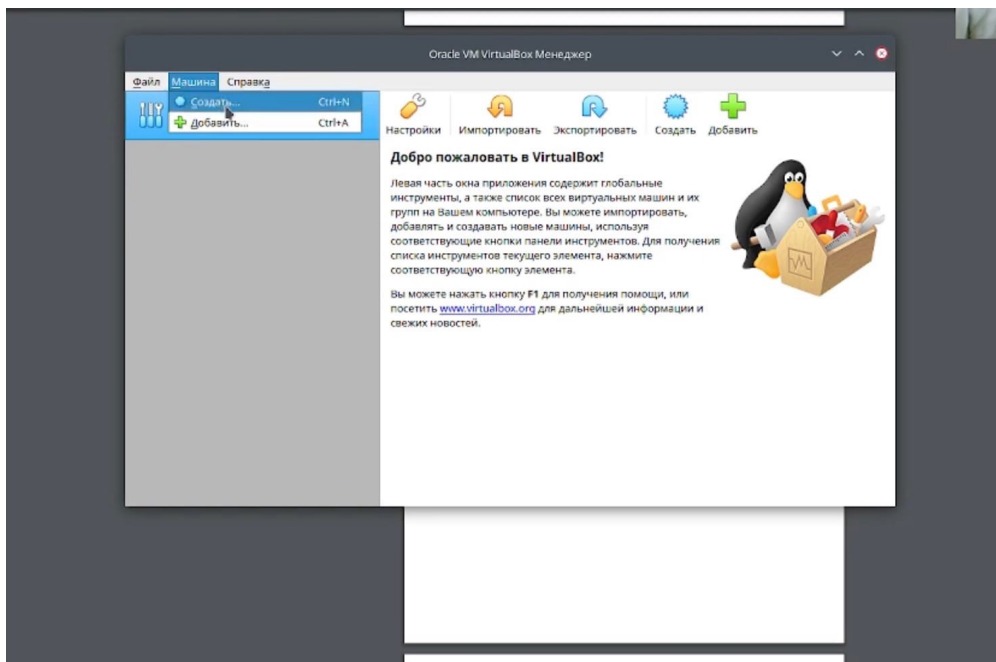 Oracle VM VirtualBox Менеджер
Файл Машина Справка
Создать... Ctrl+N
Добавить... Ctrl+A
Настройки Импортировать Экспортировать Создать Добавить
Добро пожаловать в VirtualBox!
Левая часть окна приложения содержит глобальные
инструменты, а также список всех виртуальных машин и их
групп на Вашем компьютере. Вы можете импортировать,
добавлять и создавать новые машины, используя
соответствующие кнопки панели инструментов. Для получения
списка инструментов текущего элемента, нажмите
соответствующую кнопку элемента.
Вы можете нажать кнопку F1 для получения помощи, или
посетить www.virtualbox.org для дальнейшей информации и
свежих новостей.